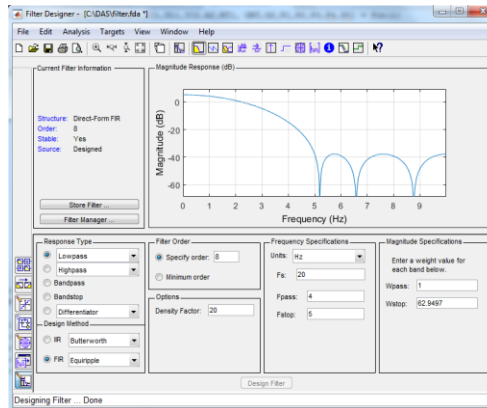 Filter Designer - [C:\DAS\filter.fda *]
File Edit Analysis Targets View Window Help
Current Filter Information
Structure: Direct-Form FIR
Order: 8
Stable: Yes
Source: Designed
Store Filter ...
Filter Manager ...
Magnitude Response (dB)
Magnitude (dB)
0
-20
-40
-60
0 1 2 3 4 5 6 7 8 9
Frequency (Hz)
Response Type
Lowpass
Highpass
Bandpass
Bandstop
Differentiator
Design Method
IIR Butterworth
FIR Equiripple
Filter Order
Specify order: 8
Minimum order
Options
Density Factor: 20
Frequency Specifications
Units: Hz
Fs: 20
Fpass: 4
Fstop: 5
Magnitude Specifications
Enter a weight value for
each band below.
Wpass: 1
Wstop: 62.9497
Design Filter
Designing Filter ... Done